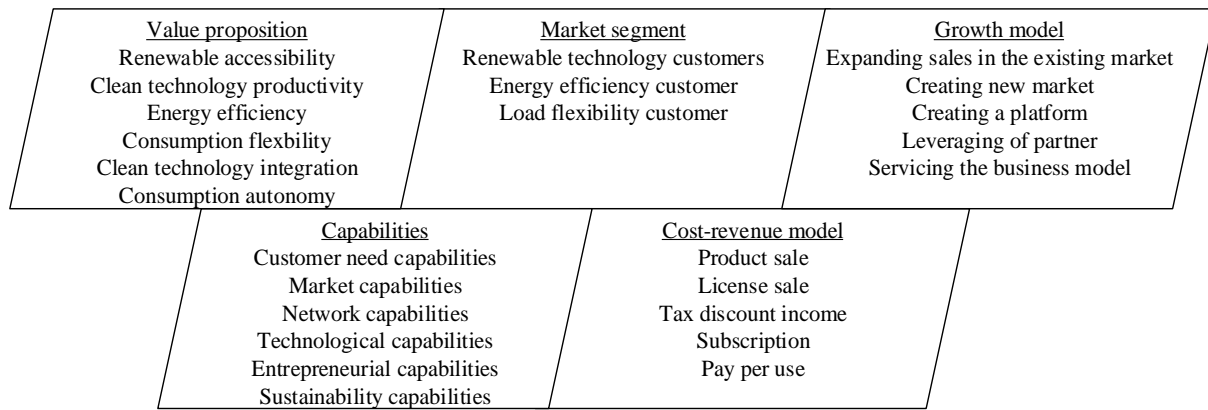 Value proposition
Renewable accessibility
Clean technology productivity
Energy efficiency
Consumption flexbility
Clean technology integration
Consumption autonomy
Market segment
Renewable technology customers
Energy efficiency customer
Load flexibility customer
Growth model
Expanding sales in the existing market
Creating new market
Creating a platform
Leveraging of partner
Servicing the business model
Capabilities
Customer need capabilities
Market capabilities
Network capabilities
Technological capabilities
Entrepreneurial capabilities
Sustainability capabilities
Cost-revenue model
Product sale
License sale
Tax discount income
Subscription
Pay per use